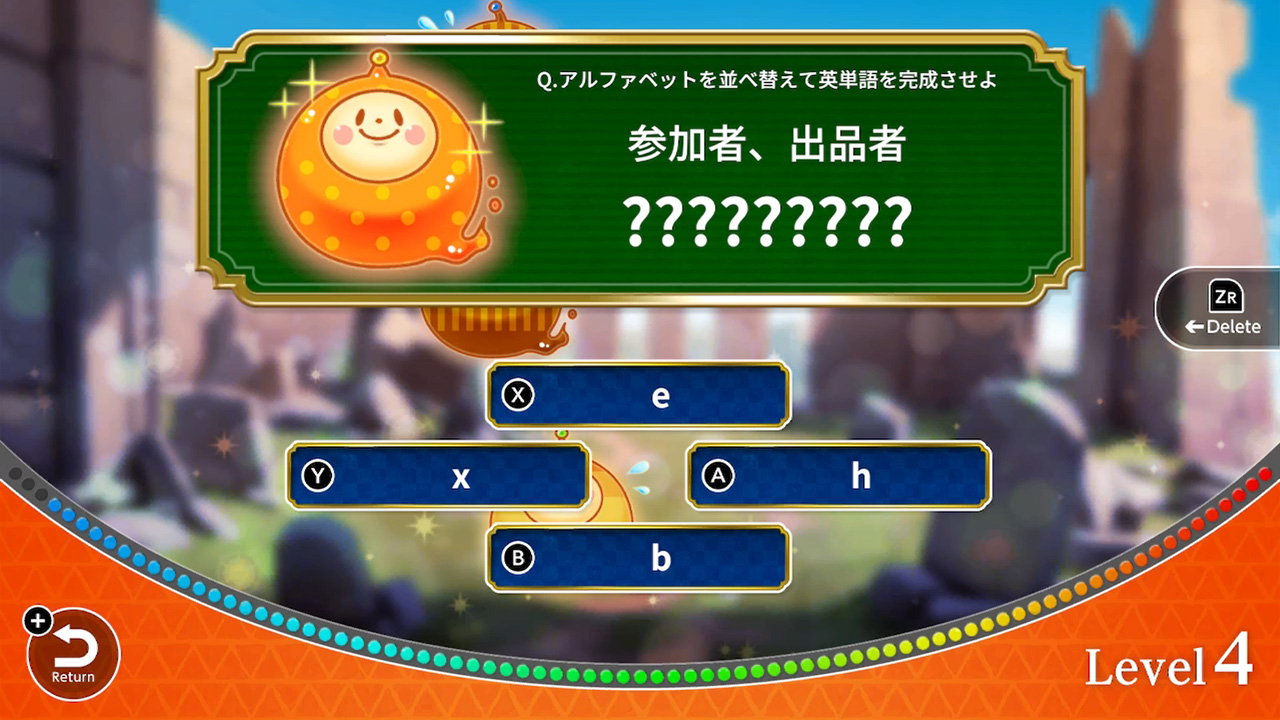 Q.アルファベットを並べ替えて英単語を完成させよ
参加者、出品者
?????????
ZR
←Delete
X e
Y x
A h
B b
+
Return
Level 4